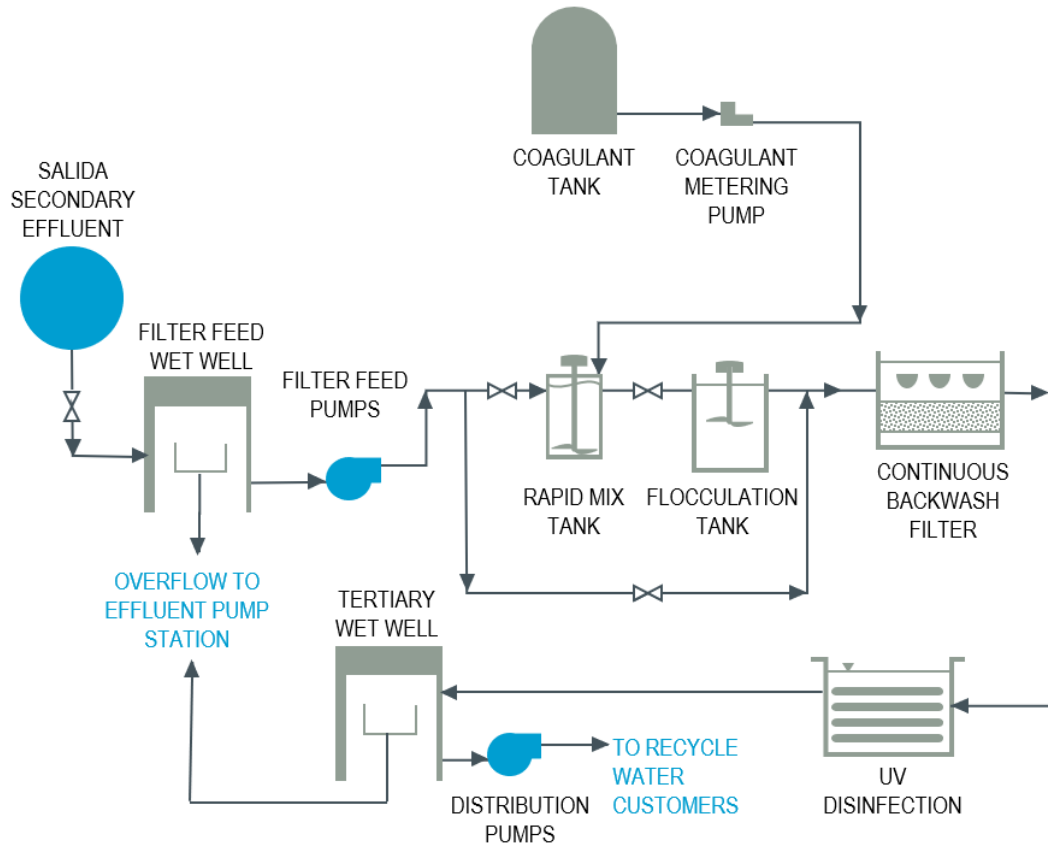 COAGULANT
TANK
COAGULANT
METERING
PUMP
SALIDA
SECONDARY
EFFLUENT
FILTER FEED
WET WELL
FILTER FEED
PUMPS
RAPID MIX
TANK
FLOCCULATION
TANK
CONTINUOUS
BACKWASH
FILTER
OVERFLOW TO
EFFLUENT PUMP
STATION
TERTIARY
WET WELL
DISTRIBUTION
PUMPS
TO RECYCLE
WATER
CUSTOMERS
UV
DISINFECTION